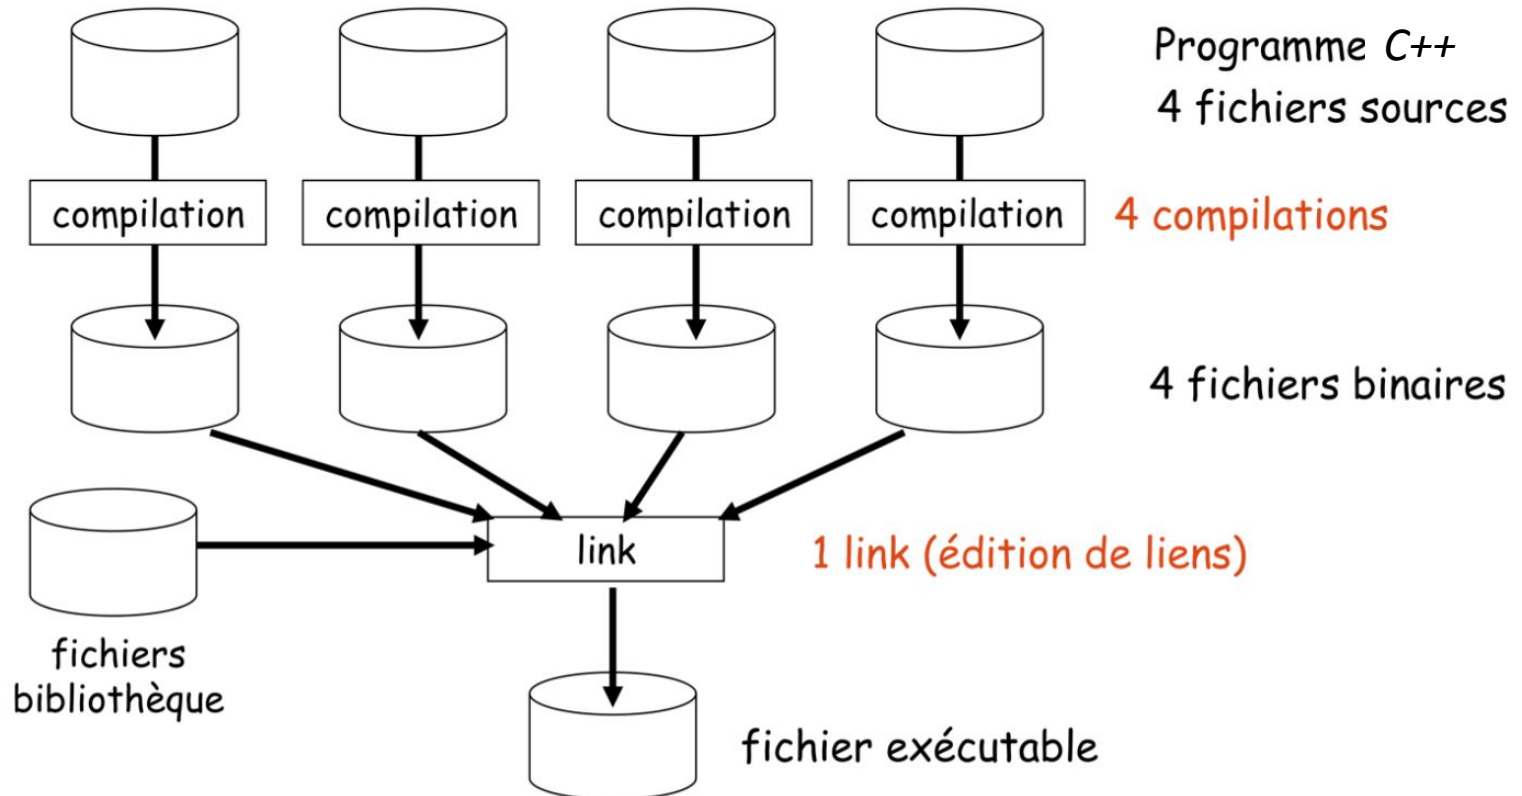 Programme C++
4 fichiers sources
compilation compilation compilation compilation 4 compilations
4 fichiers binaires
link 1 link (édition de liens)
fichiers
bibliothèque
fichier exécutable